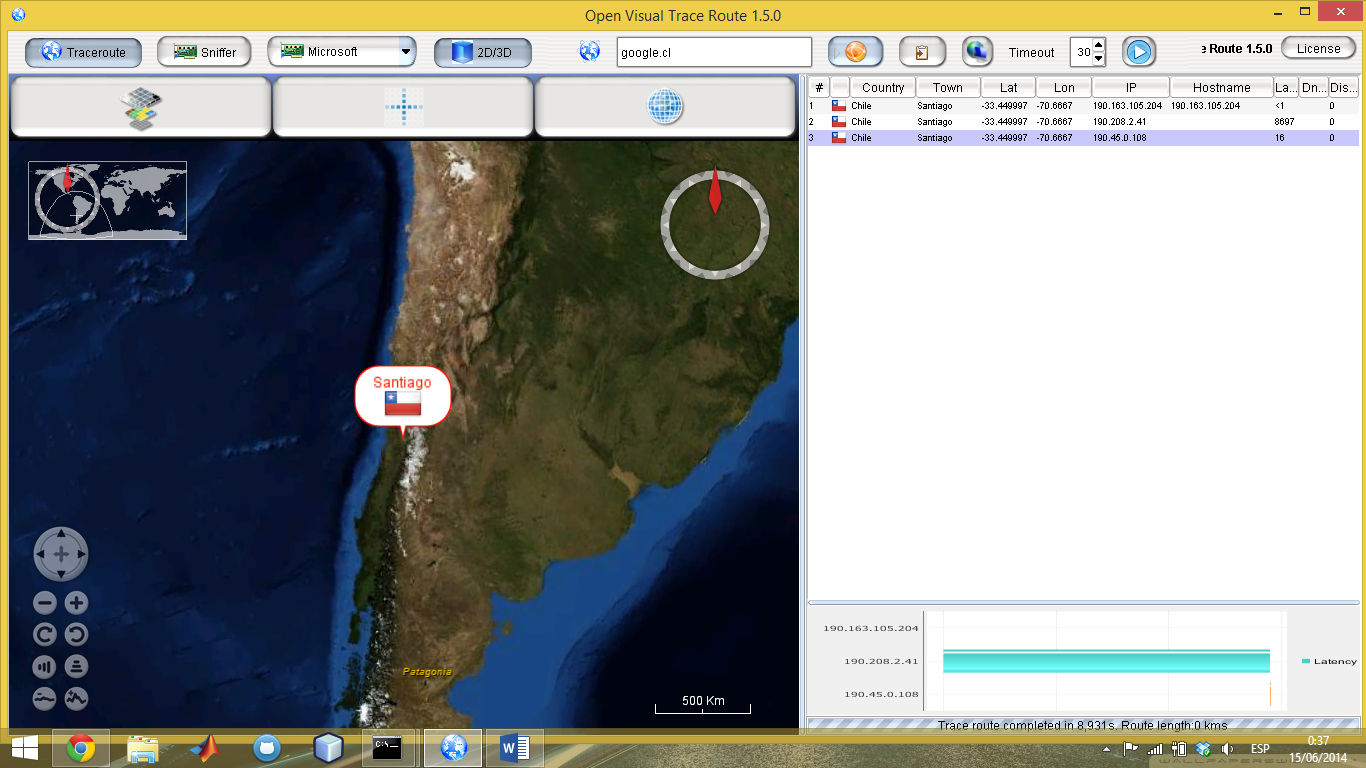 Open Visual Trace Route 1.5.0
Traceroute Sniffer Microsoft 2D/3D google.cl Timeout 30 e Route 1.5.0 License
# Country Town Lat Lon IP Hostname La... Dn... Dis...
1 Chile Santiago -33.449997 -70.6667 190.163.105.204 190.163.105.204 <1 0
2 Chile Santiago -33.449997 -70.6667 190.208.2.41 8697 0
3 Chile Santiago -33.449997 -70.6667 190.45.0.108 16 0
Santiago
Patagonia
500 Km
190.163.105.204
190.208.2.41
190.45.0.108
Latency
Trace route completed in 8.931s. Route length:0 kms
C:\_
ESP
0:37
15/06/2014